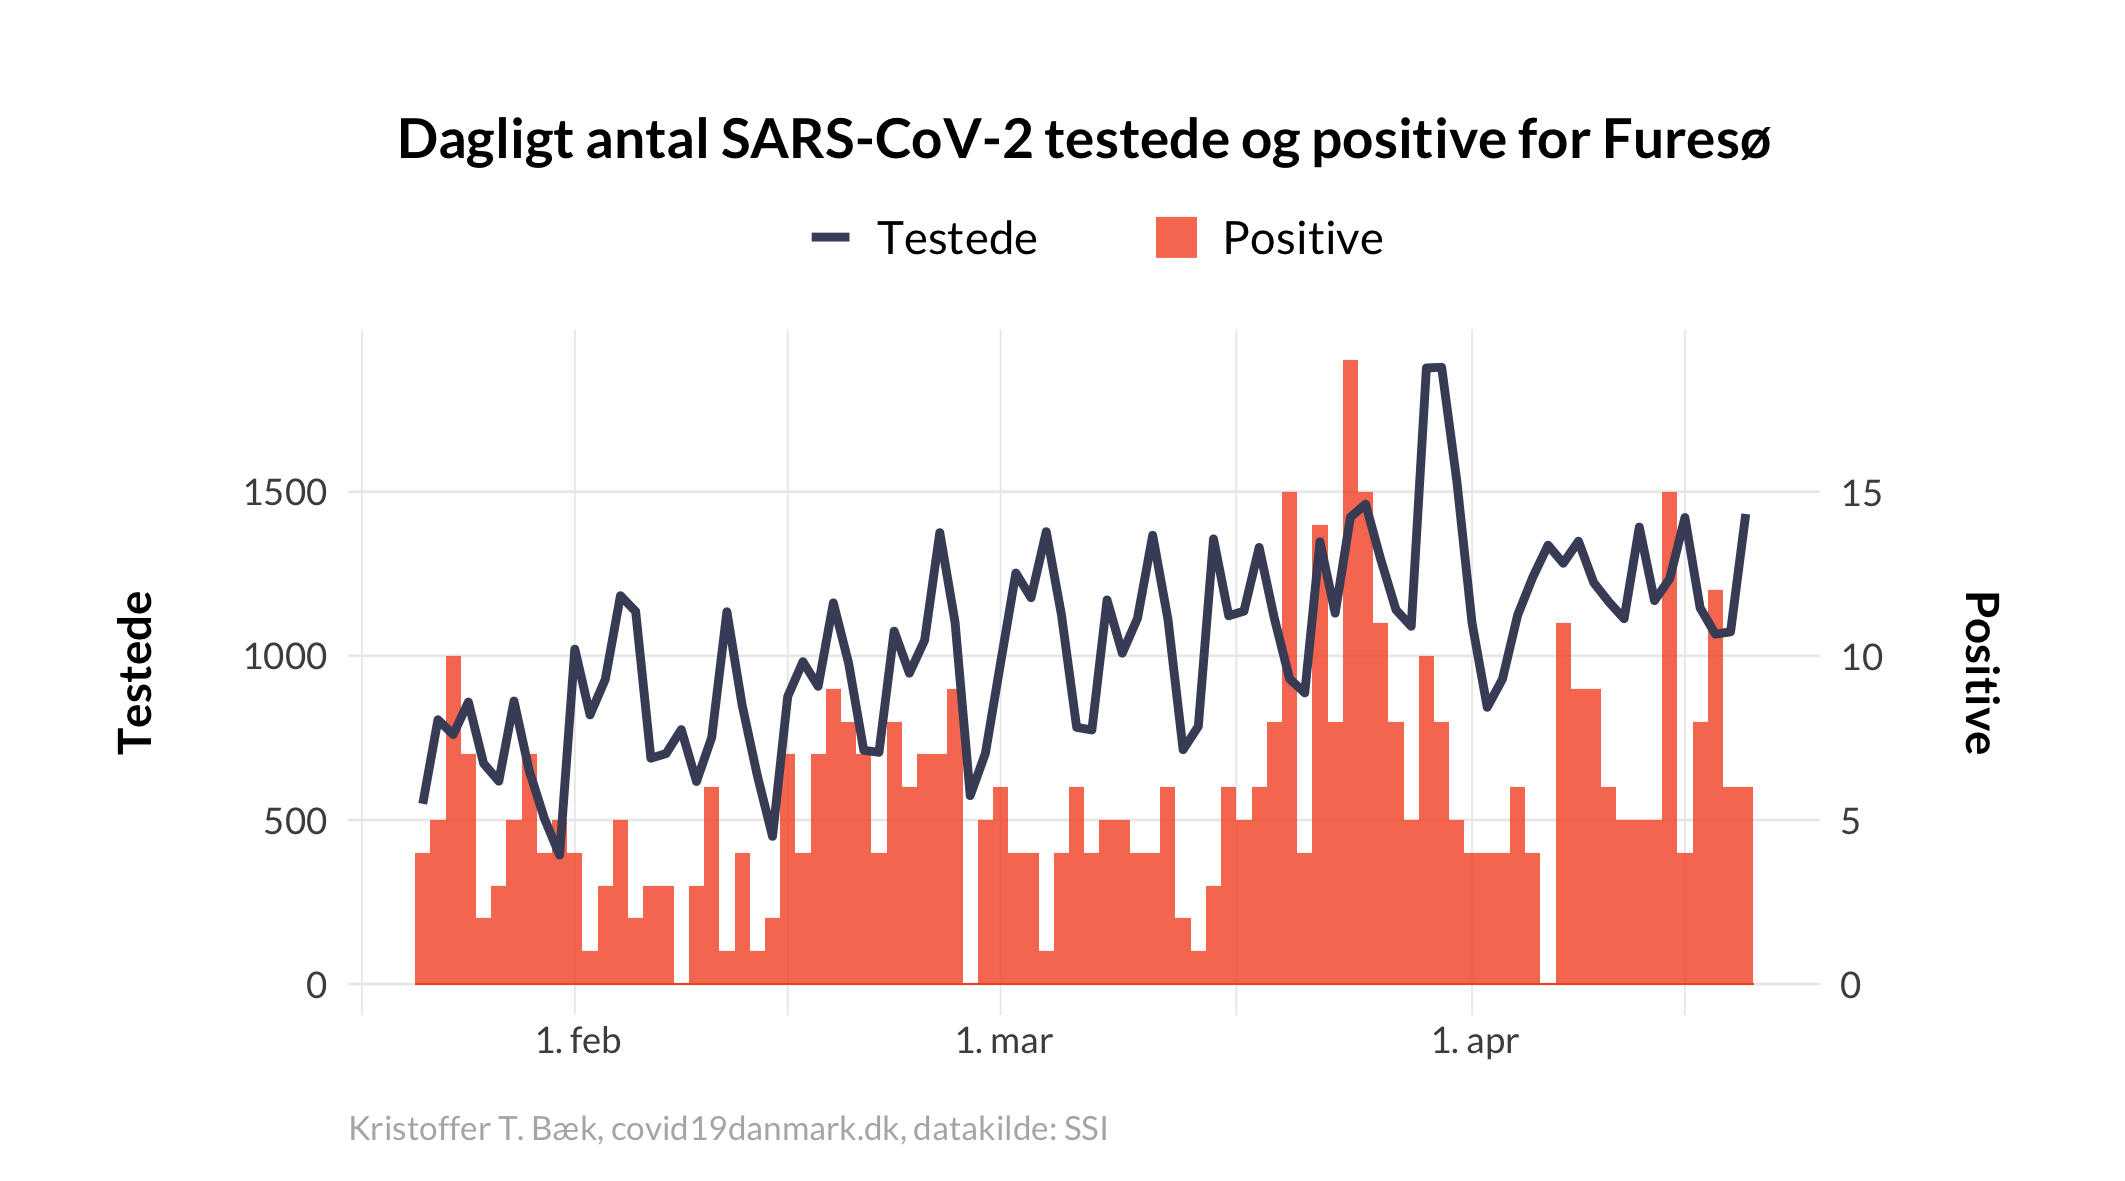 Dagligt antal SARS-CoV-2 testede og positive for Furesø
Testede
Positive
Testede
1500
1000
500
0
15
10
5
0
Positive
1. feb
1. mar
1. apr
Kristoffer T. Bæk, covid19danmark.dk, datakilde: SSI